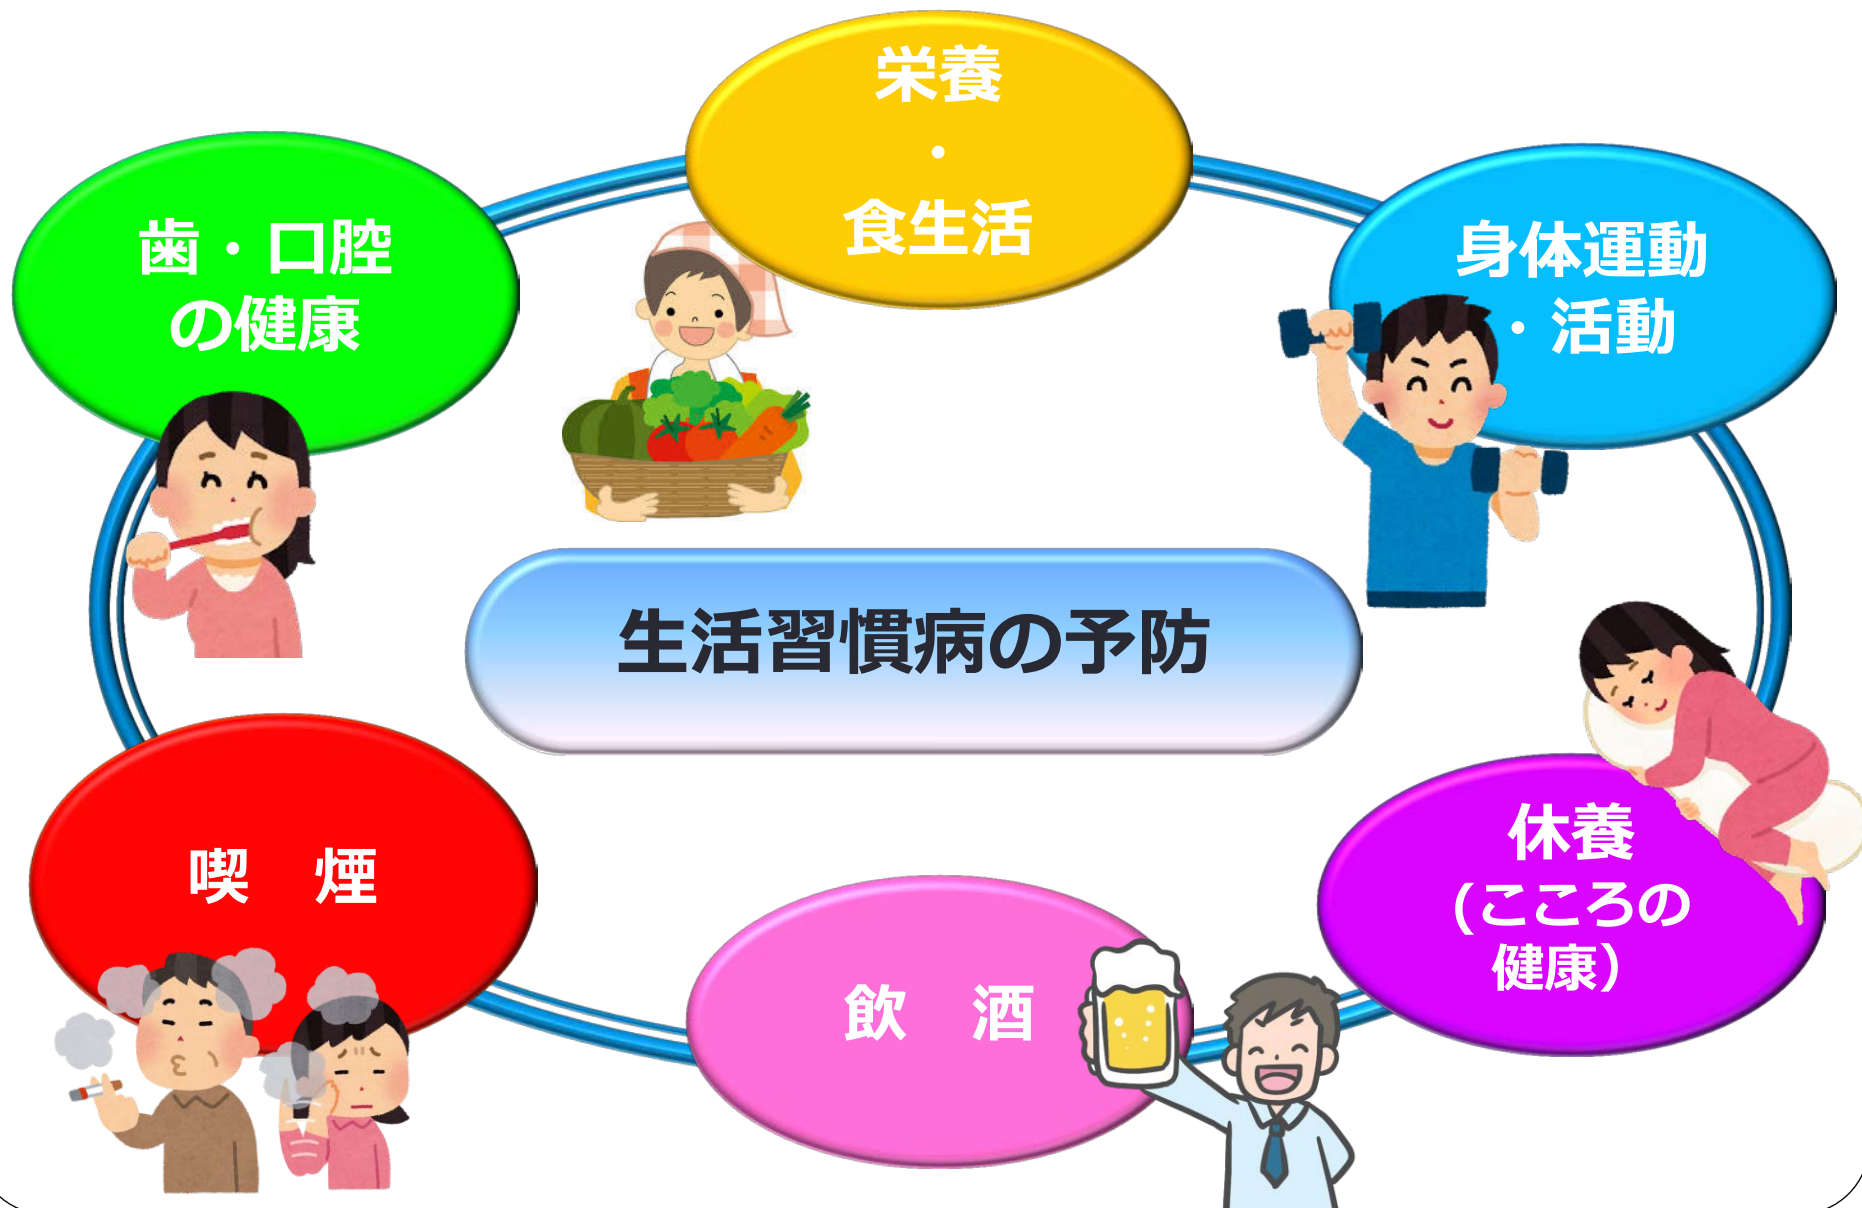 栄養
・
食生活
歯・口腔
の健康
身体運動
・活動
生活習慣病の予防
休養
(こころの
健康）
喫　煙
飲　酒